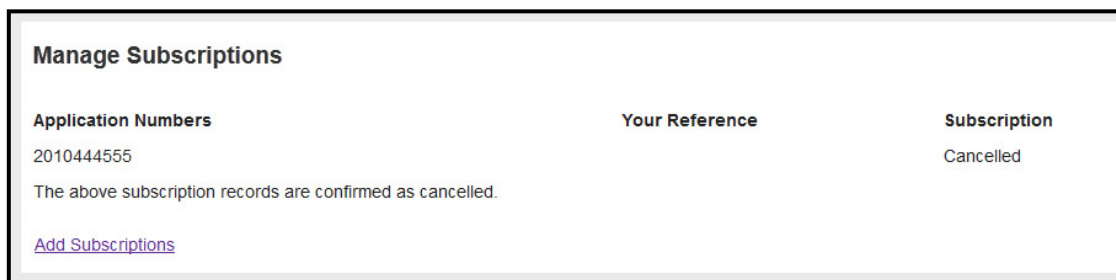 Manage Subscriptions
Application Numbers Your Reference Subscription
2010444555 Cancelled
The above subscription records are confirmed as cancelled.
Add Subscriptions